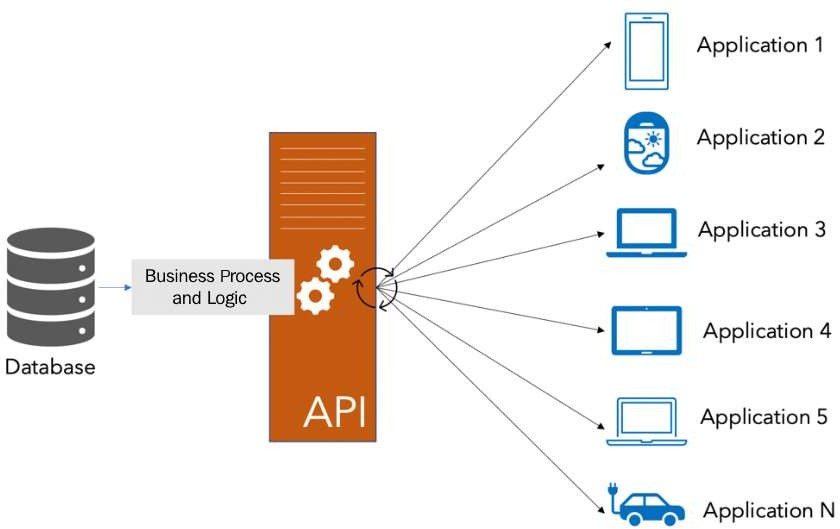 Application 1
Application 2
Application 3
Business Process
and Logic
Database
Application 4
API
Application 5
Application N